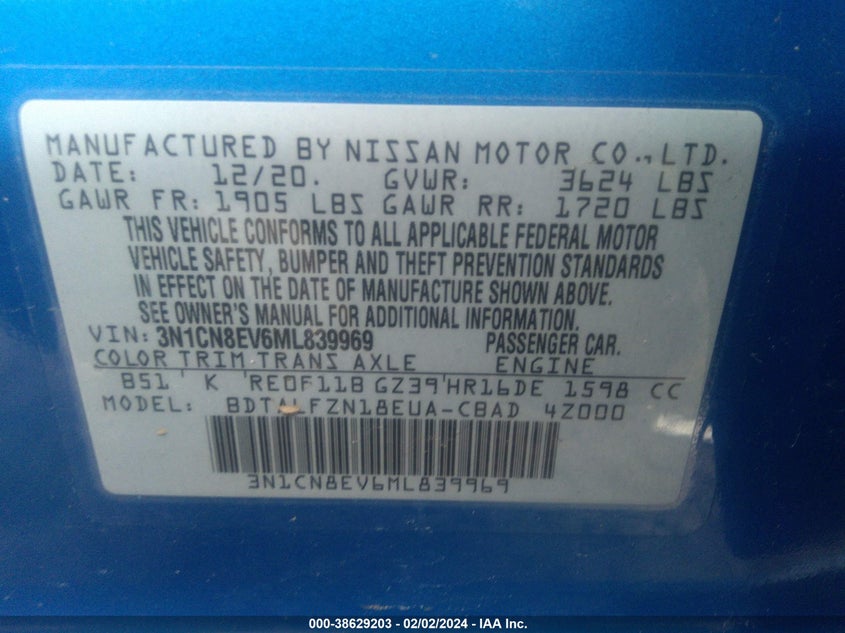 MANUFACTURED BY NISSAN MOTOR CO., LTD.
DATE: 12/20. GVWR: 3624 LBS
GAWR FR: 1905 LBS GAWR RR: 1720 LBS
THIS VEHICLE CONFORMS TO ALL APPLICABLE FEDERAL MOTOR
VEHICLE SAFETY, BUMPER AND THEFT PREVENTION STANDARDS
IN EFFECT ON THE DATE OF MANUFACTURE SHOWN ABOVE.
SEE OWNER'S MANUAL FOR ADDITIONAL INFORMATION.
VIN: 3N1CN8EV6ML839969 PASSENGER CAR.
COLOR TRIM TRANS AXLE ENGINE
B51 K RE0F11B GZ39 HR16DE 1598 CC
MODEL: BDTALFZN18EUA-CBAD 4Z000
3N1CN8EV6ML839969
000-38629203 - 02/02/2024 - IAA Inc.